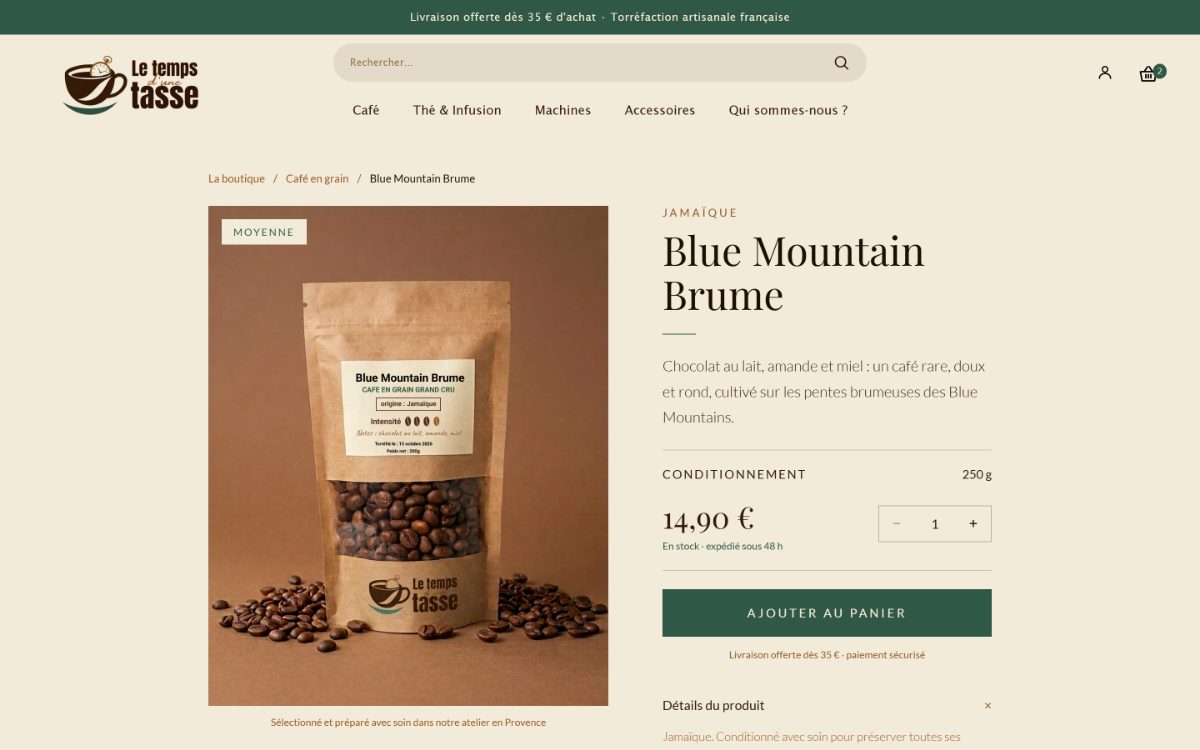 Livraison offerte dès 35 € d'achat · Torréfaction artisanale française
Le temps
d'une
tasse
Rechercher...
2
Café
Thé & Infusion
Machines
Accessoires
Qui sommes-nous ?
La boutique / Café en grain / Blue Mountain Brume
MOYENNE
Blue Mountain Brume
CAFE EN GRAIN GRAND CRU
origine : Jamaïque
Intensité
Notes : chocolat au lait, amande, miel
Torréfié le : 15 octobre 2026
Poids net : 250g
Le temps
tasse
Sélectionné et préparé avec soin dans notre atelier en Provence
JAMAÏQUE
Blue Mountain
Brume
Chocolat au lait, amande et miel : un café rare, doux
et rond, cultivé sur les pentes brumeuses des Blue
Mountains.
CONDITIONNEMENT 250 g
14,90 €
− 1 +
En stock · expédié sous 48 h
AJOUTER AU PANIER
Livraison offerte dès 35 € · paiement sécurisé
Détails du produit ×
Jamaïque. Conditionné avec soin pour préserver toutes ses